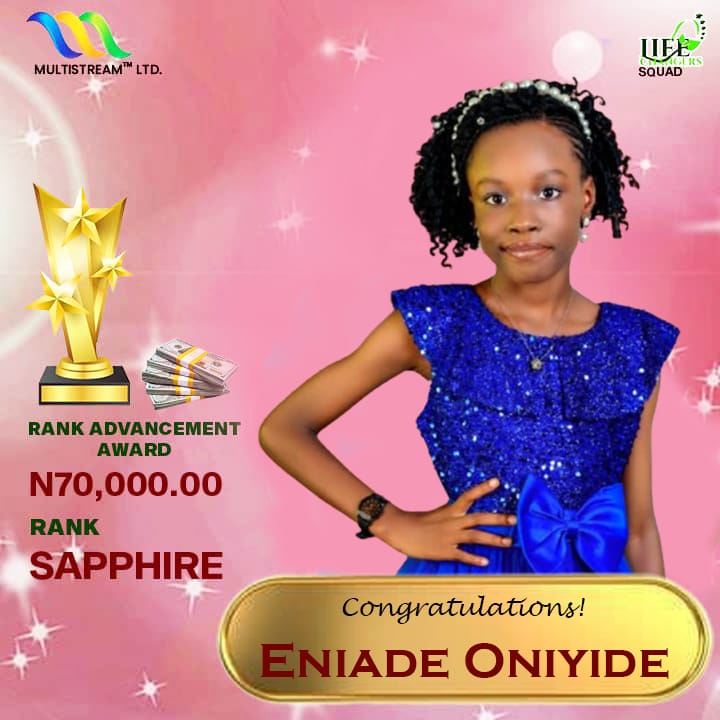 MULTISTREAM™ LTD.
LIFE
CHANGERS
SQUAD
RANK ADVANCEMENT
AWARD
N70,000.00
RANK
SAPPHIRE
Congratulations!
ENIADE ONIYIDE